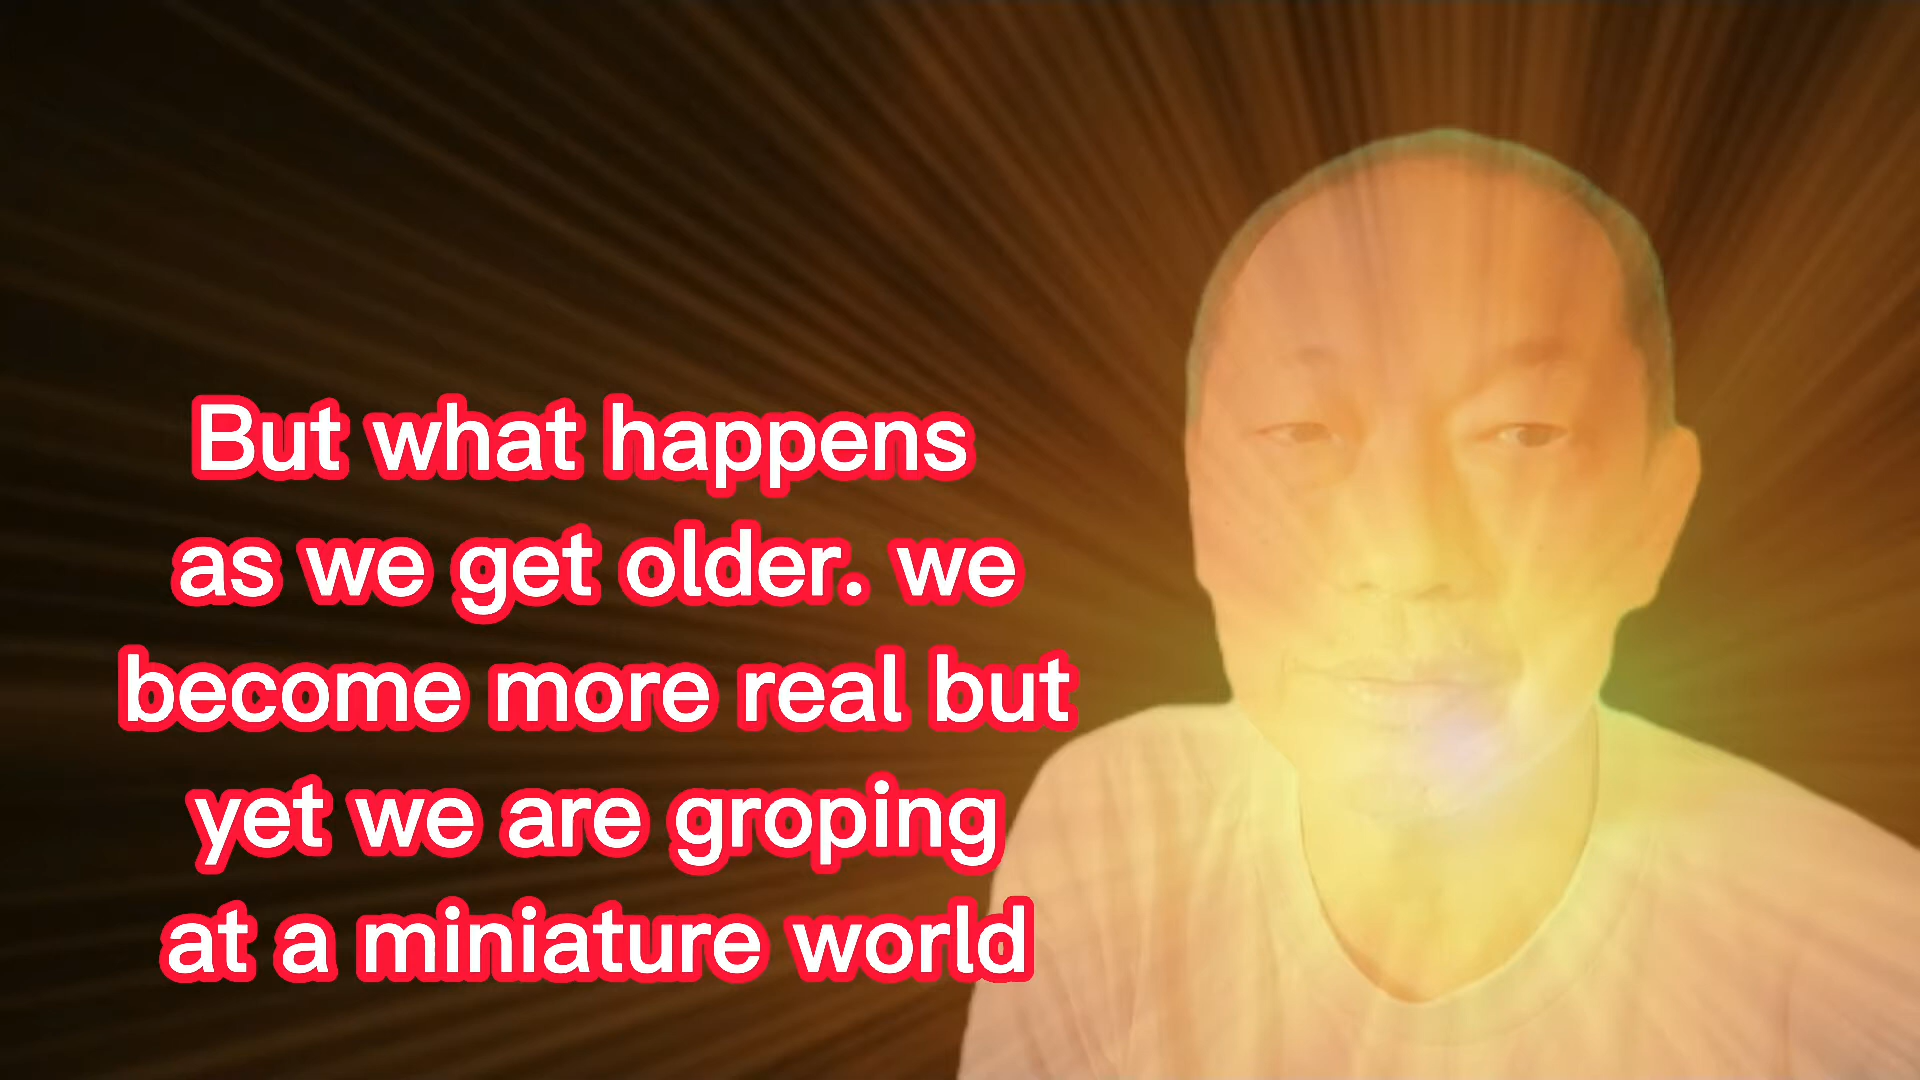 But what happens
as we get older. we
become more real but
yet we are groping
at a miniature world